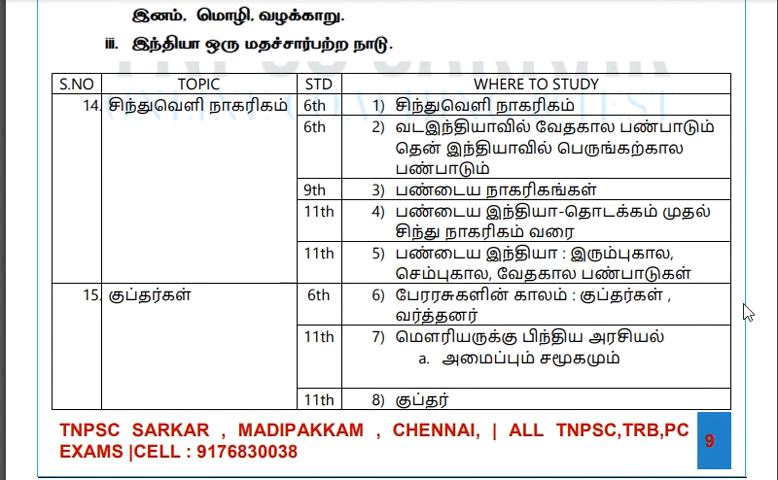 இனம், மொழி, வழக்காறு.
iii. இந்தியா ஒரு மதச்சார்பற்ற நாடு.
S.NO TOPIC STD WHERE TO STUDY
14. சிந்துவெளி நாகரிகம் 6th 1) சிந்துவெளி நாகரிகம்
6th 2) வடஇந்தியாவில் வேதகால பண்பாடும்
தென் இந்தியாவில் பெருங்கற்கால
பண்பாடும்
9th 3) பண்டைய நாகரிகங்கள்
11th 4) பண்டைய இந்தியா-தொடக்கம் முதல்
சிந்து நாகரிகம் வரை
11th 5) பண்டைய இந்தியா : இரும்புகால,
செம்புகால, வேதகால பண்பாடுகள்
15. குப்தர்கள் 6th 6) பேரரசுகளின் காலம் : குப்தர்கள் ,
வர்த்தனர்
11th 7) மௌரியருக்கு பிந்திய அரசியல்
a. அமைப்பும் சமூகமும்
11th 8) குப்தர்
TNPSC SARKAR , MADIPAKKAM , CHENNAI, | ALL TNPSC,TRB,PC
EXAMS |CELL : 9176830038
9